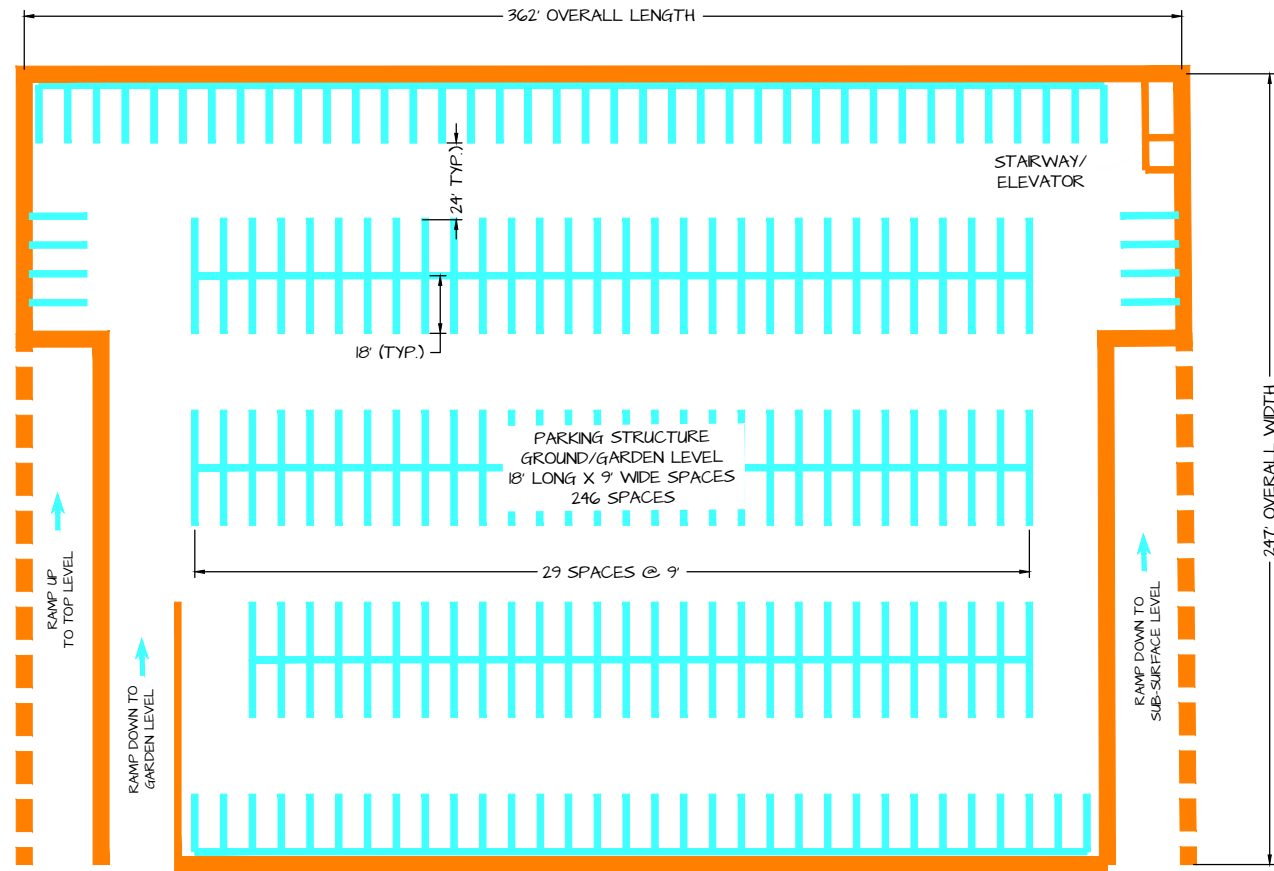 362' OVERALL LENGTH
24' TYP.)
STAIRWAY/
ELEVATOR
18' (TYP.)
PARKING STRUCTURE
GROUND/GARDEN LEVEL
18' LONG X 9' WIDE SPACES
246 SPACES
247' OVERALL WIDTH
29 SPACES @ 9'
RAMP UP
TO TOP LEVEL
RAMP DOWN TO
GARDEN LEVEL
RAMP DOWN TO
SUB-SURFACE LEVEL